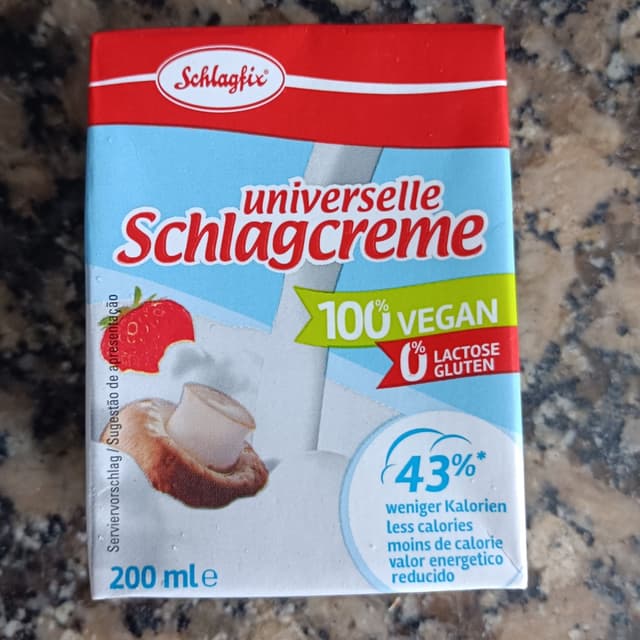 Schlagfix®
universelle
Schlagcreme
100% VEGAN
0% LACTOSE
GLUTEN
Serviervorschlag / Sugestão de apresentação
43%*
weniger Kalorien
less calories
moins de calorie
valor energetico
reducido
200 ml e